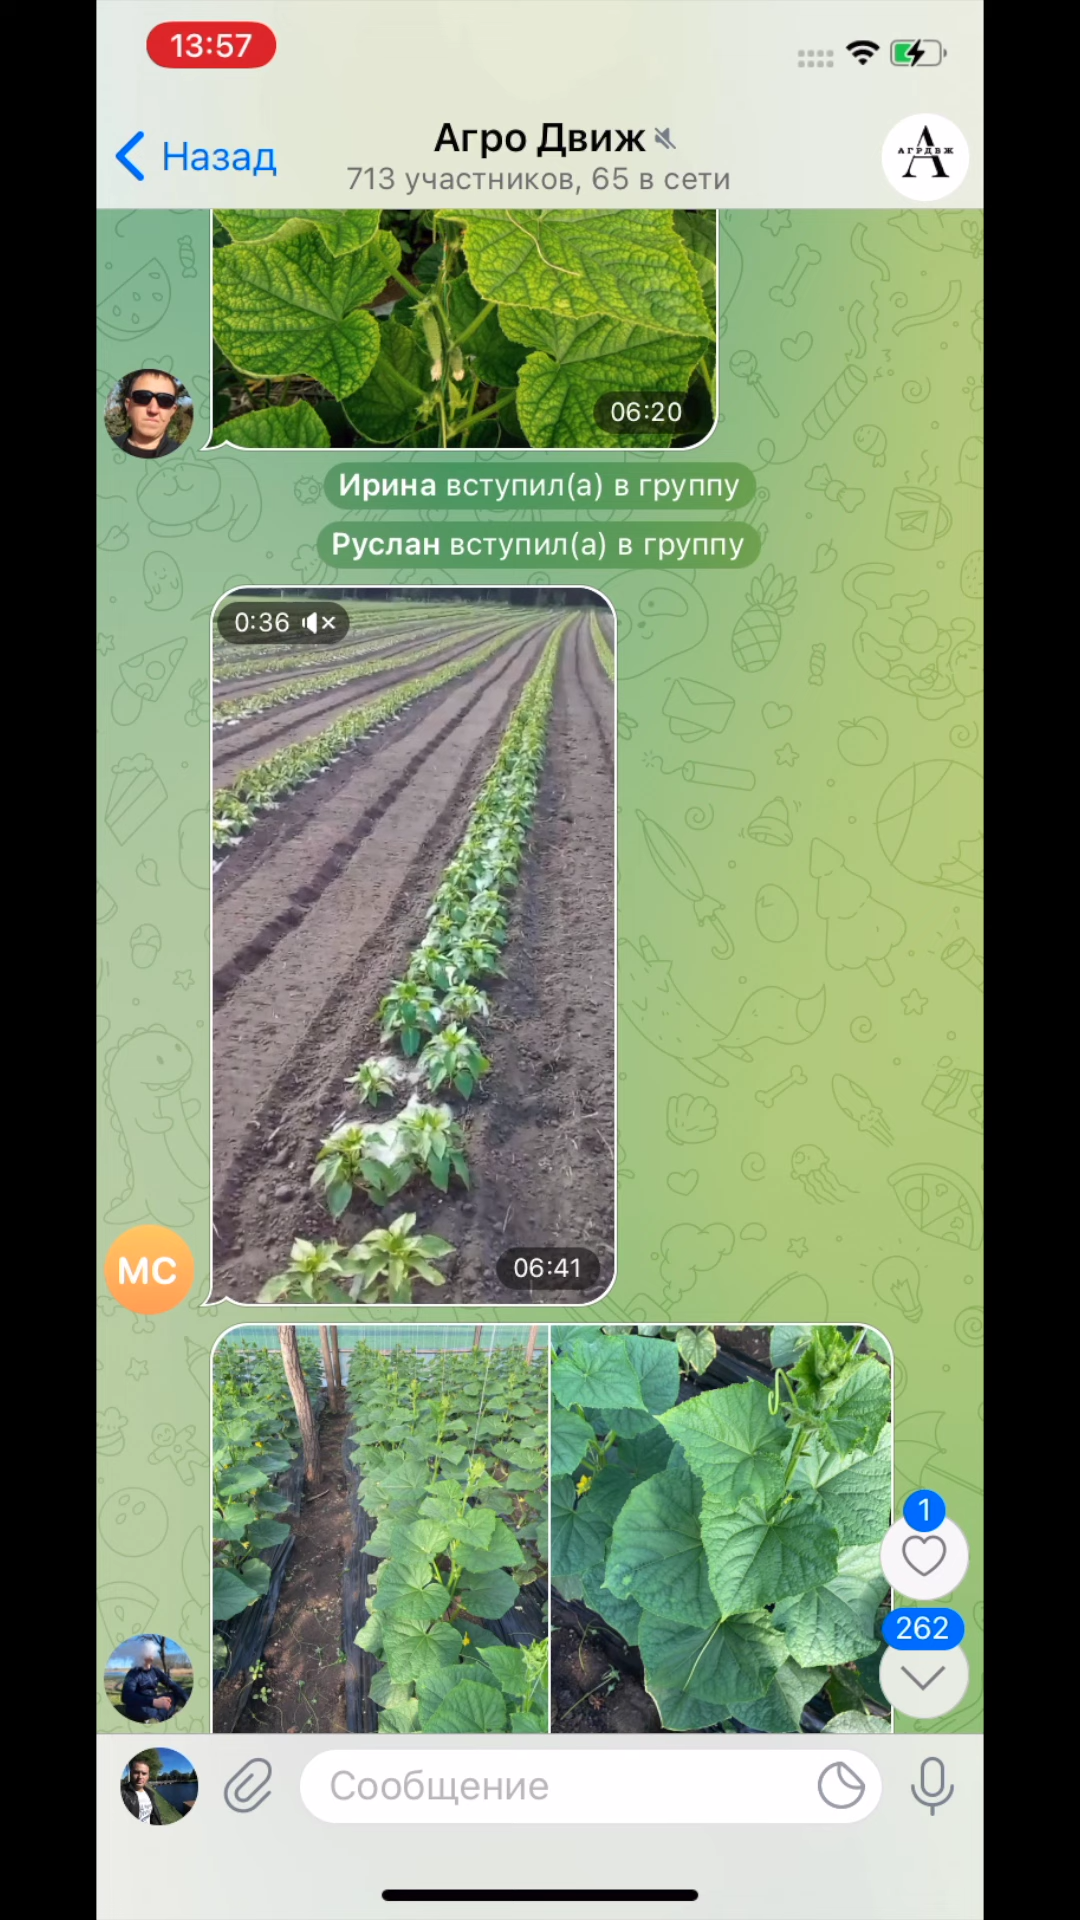 13:57
Назад
Агро Движ
713 участников, 65 в сети
А
АГРДВЖ
06:20
Ирина вступил(а) в группу
Руслан вступил(а) в группу
0:36
06:41
МС
1
262
Сообщение